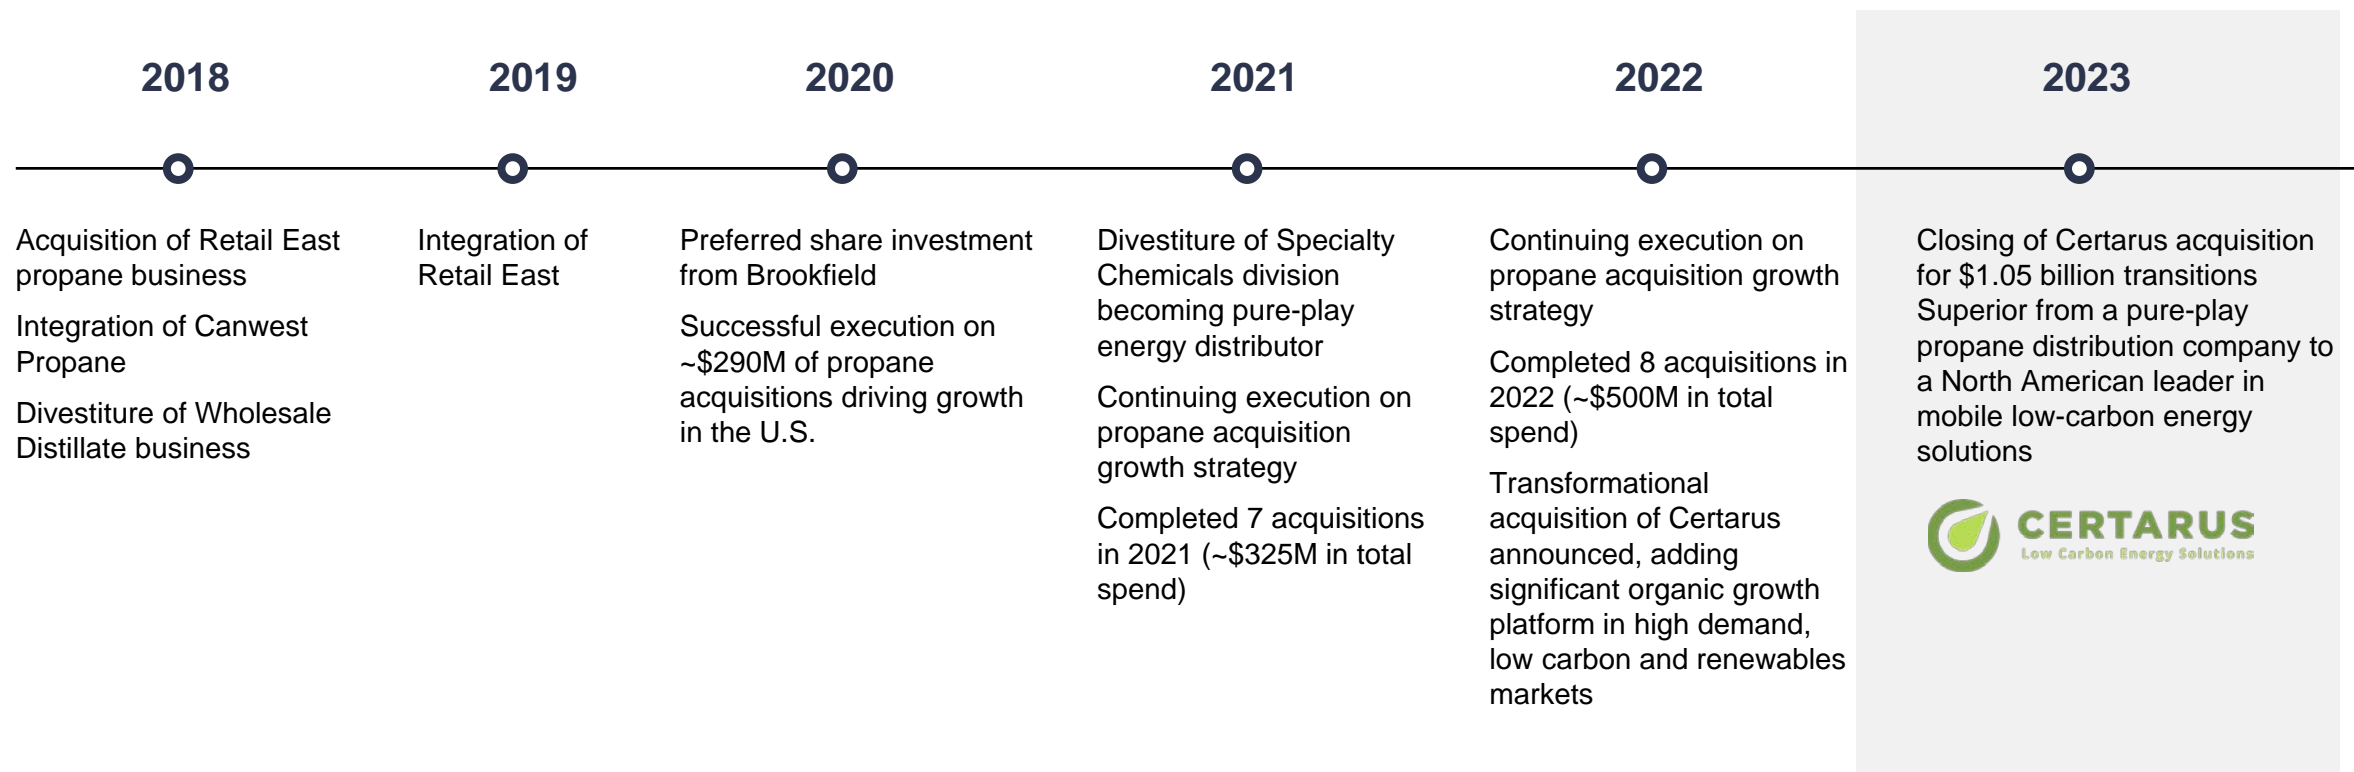 2018
2019
2020
2021
2022
2023
Acquisition of Retail East
propane business
Integration of Canwest
Propane
Divestiture of Wholesale
Distillate business
Integration of
Retail East
Preferred share investment
from Brookfield
Successful execution on
~$290M of propane
acquisitions driving growth
in the U.S.
Divestiture of Specialty
Chemicals division
becoming pure-play
energy distributor
Continuing execution on
propane acquisition
growth strategy
Completed 7 acquisitions
in 2021 (~$325M in total
spend)
Continuing execution on
propane acquisition growth
strategy
Completed 8 acquisitions in
2022 (~$500M in total
spend)
Transformational
acquisition of Certarus
announced, adding
significant organic growth
platform in high demand,
low carbon and renewables
markets
Closing of Certarus acquisition
for $1.05 billion transitions
Superior from a pure-play
propane distribution company to
a North American leader in
mobile low-carbon energy
solutions
CERTARUS
Low Carbon Energy Solutions